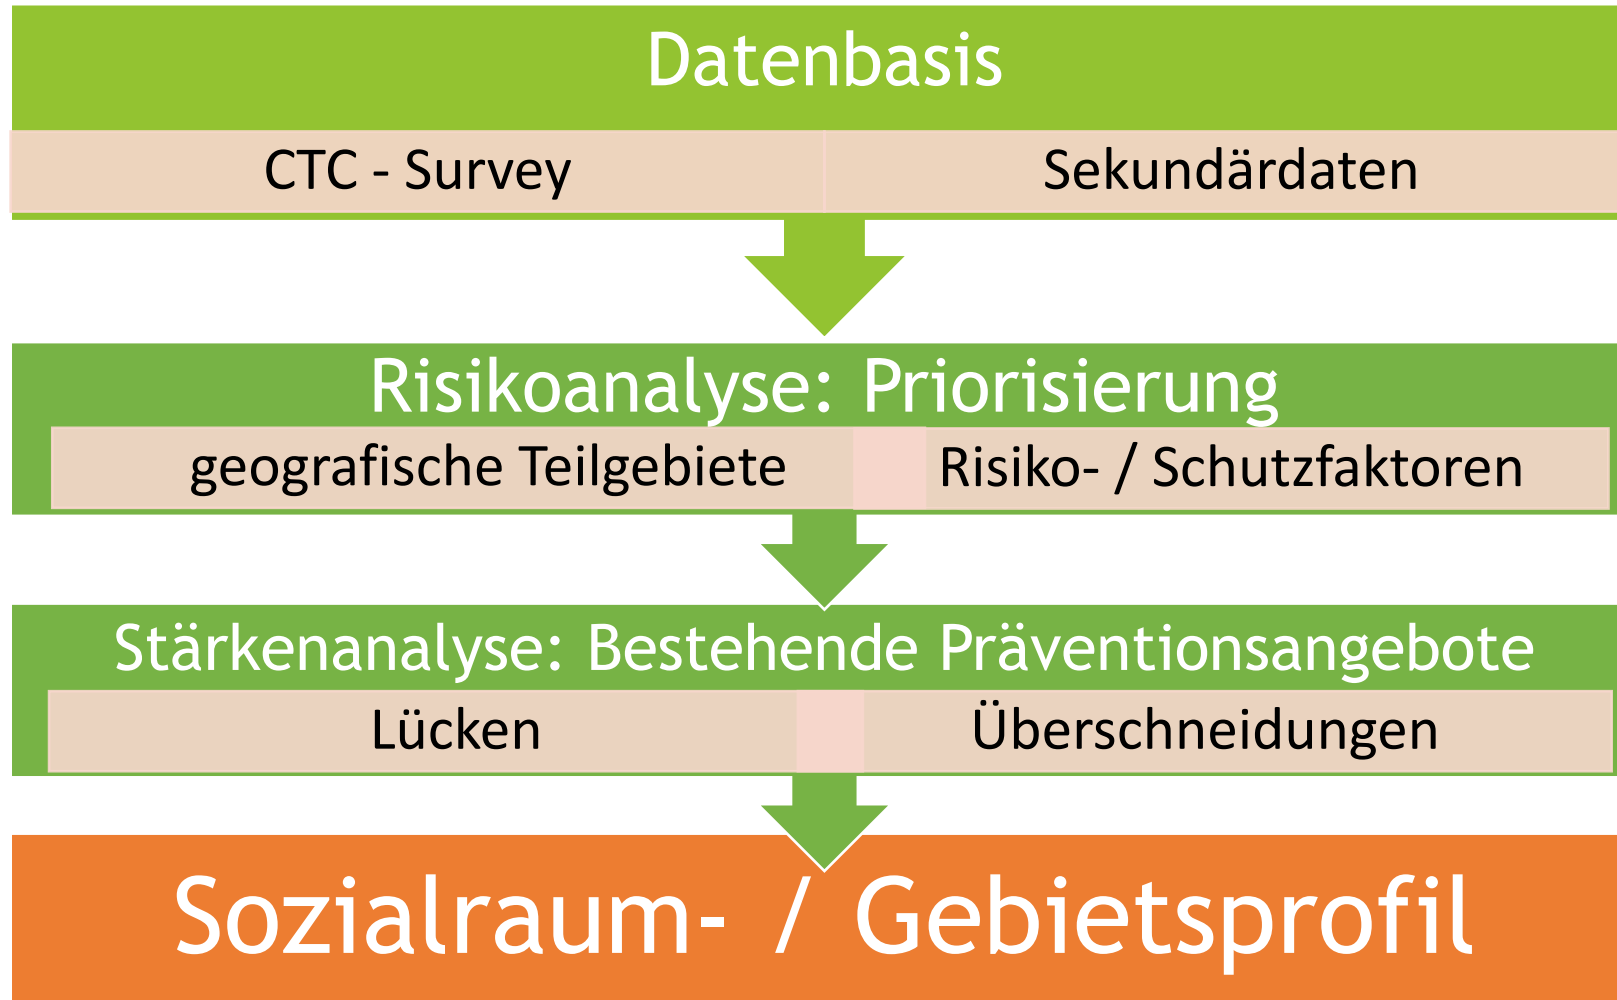 Datenbasis
CTC - Survey Sekundärdaten
Risikoanalyse: Priorisierung
geografische Teilgebiete Risiko- / Schutzfaktoren
Stärkenanalyse: Bestehende Präventionsangebote
Lücken Überschneidungen
Sozialraum- / Gebietsprofil